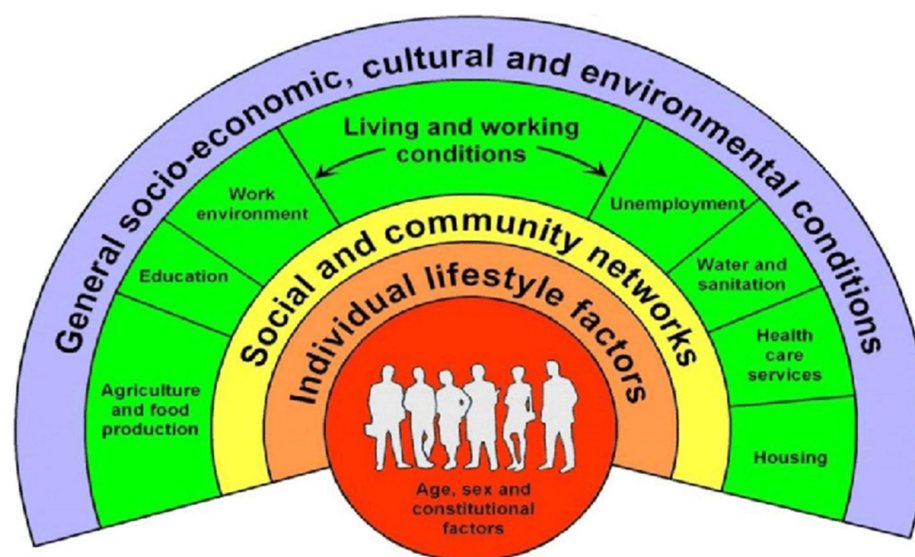 General socio-economic, cultural and environmental conditions
Living and working
conditions
Agriculture
and food
production
Education
Work
environment
Unemployment
Water and
sanitation
Health
care
services
Housing
Social and community networks
Individual lifestyle factors
Age, sex and
constitutional
factors